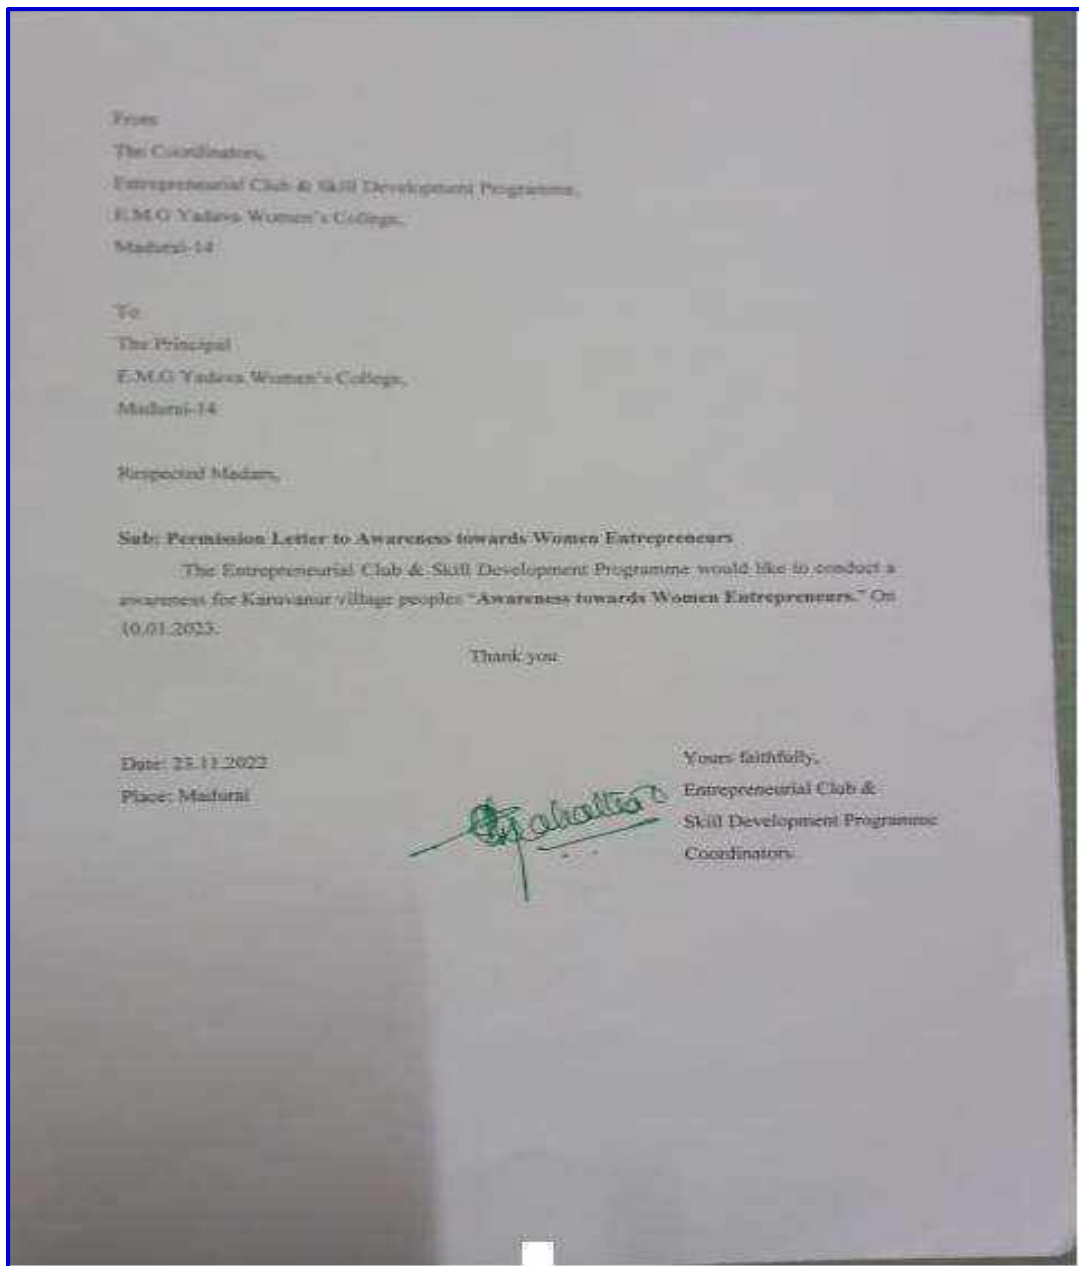 From
The Coordinators,
Entrepreneurial Club & Skill Development Programme,
E.M.G Yadava Women's College,
Madurai-14
To
The Principal
E.M.G Yadava Women's College,
Madurai-14
Respected Madam,
Sub: Permission Letter to Awareness towards Women Entrepreneurs
The Entrepreneurial Club & Skill Development Programme would like to conduct a
awareness for Karuvanur village peoples "Awareness towards Women Entrepreneurs." On
10.01.2023.
Thank you
Date: 23.11.2022
Place: Madurai
Yours faithfully,
Entrepreneurial Club &
Skill Development Programme
Coordinators.